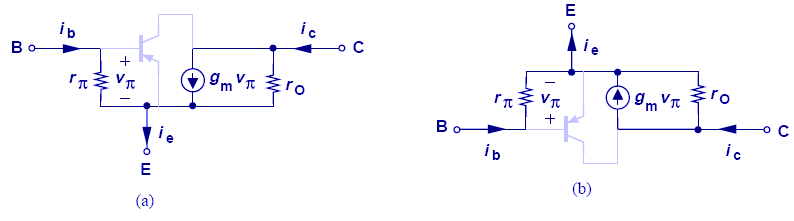 i_b
i_c
B
C
r_π
+
v_π
−
g_m v_π
r_O
i_e
E
(a)
E
i_e
r_π
−
v_π
+
g_m v_π
r_O
B
C
i_b
i_c
(b)